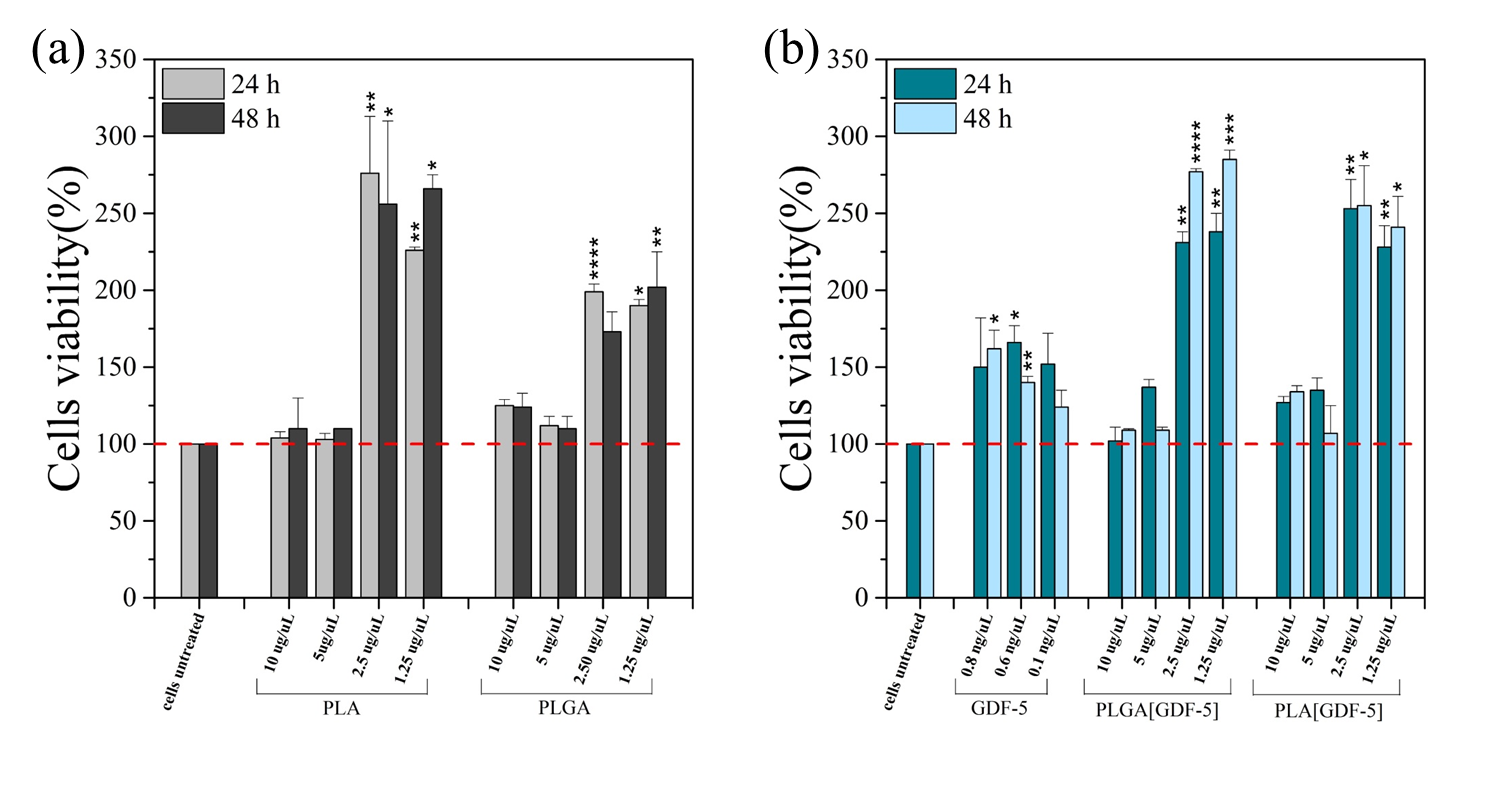 (a)
350
300
250
200
150
100
50
0
Cells viability(%)
24 h
48 h
**
*
**
*
****
*
**
cells untreated
10 ug/uL
5ug/uL
2.5 ug/uL
1.25 ug/uL
10 ug/uL
5 ug/uL
2.50 ug/uL
1.25 ug/uL
PLA
PLGA
(b)
350
300
250
200
150
100
50
0
Cells viability(%)
24 h
48 h
*
*
**
**
****
**
***
**
*
**
*
cells untreated
0.8 ng/uL
0.6 ng/uL
0.1 ng/uL
10 ug/uL
5 ug/uL
2.5 ug/uL
1.25 ug/uL
10 ug/uL
5 ug/uL
2.5 ug/uL
1.25 ug/uL
GDF-5
PLGA[GDF-5]
PLA[GDF-5]